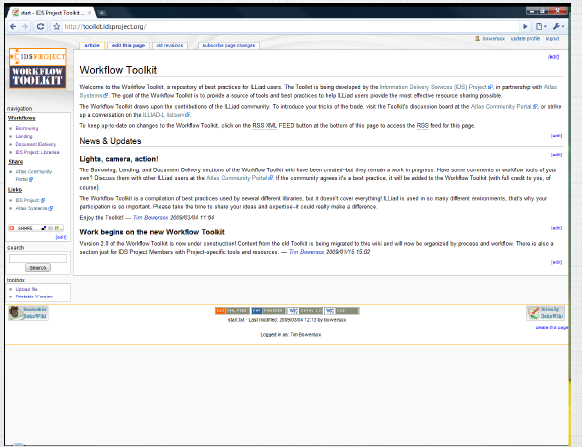 start - IDS Project Toolkit
http://toolkit.idsproject.org/
bowersox update profile logout
article edit this page old revisions subscribe page changes
IDS PROJECT
WORKFLOW
TOOLKIT
[edit]
Workflow Toolkit
Welcome to the Workflow Toolkit, a repository of best practices for ILLiad users. The Toolkit is being developed by the Information Delivery Services (IDS) Project, in partnership with Atlas
Systems. The goal of the Workflow Toolkit is to provide a source of tools and best practices to help ILLiad users provide the most effective resource sharing possible.
The Workflow Toolkit draws upon the contributions of the ILLiad community. To introduce your tricks of the trade, visit the Toolkit's discussion board at the Atlas Community Portal, or strike
up a conversation on the ILLIAD-L listserv.
To keep up-to-date on changes to the Workflow Toolkit, click on the RSS XML FEED button at the bottom of this page to access the RSS feed for this page.
[edit]
News & Updates
[edit]
Lights, camera, action!
The Borrowing, Lending, and Document Delivery sections of the Workflow Toolkit have been created–but they remain a work in progress. Have some comments or workflow tools of your
own? Discuss them with other ILLiad users at the Atlas Community Portal. If the community agrees it's a best practice, it will be added to the Workflow Toolkit (with full credit to you, of
course).
The Workflow Toolkit is a compilation of best practices used by several different libraries, but it doesn't cover everything! ILLiad is used in so many different environments, that's why your
participation is so important. Please take the time to share your ideas and expertise–it could really make a difference.
Enjoy the Toolkit! — Tim Bowersox 2009/03/04 11:54
[edit]
Work begins on the new Workflow Toolkit
Version 2.0 of the Workflow Toolkit is now under construction! Content from the old Toolkit is being migrated to this wiki and will now be organized by process and workflow. There is also a
section just for IDS Project Members with Project-specific tools and resources. — Tim Bowersox 2009/01/15 15:02
[edit]
navigation
Workflows
Borrowing
Lending
Document Delivery
IDS Project Libraries
Share
Atlas Community
Portal
Links
IDS Project
Atlas Systems
SHARE
[edit]
search
Search
toolbox
Upload file
Printable Version
DokuWiki
start.txt · Last modified: 2009/03/04 12:13 by bowersox
Driven By
DokuWiki
create this page
Logged in as: Tim Bowersox